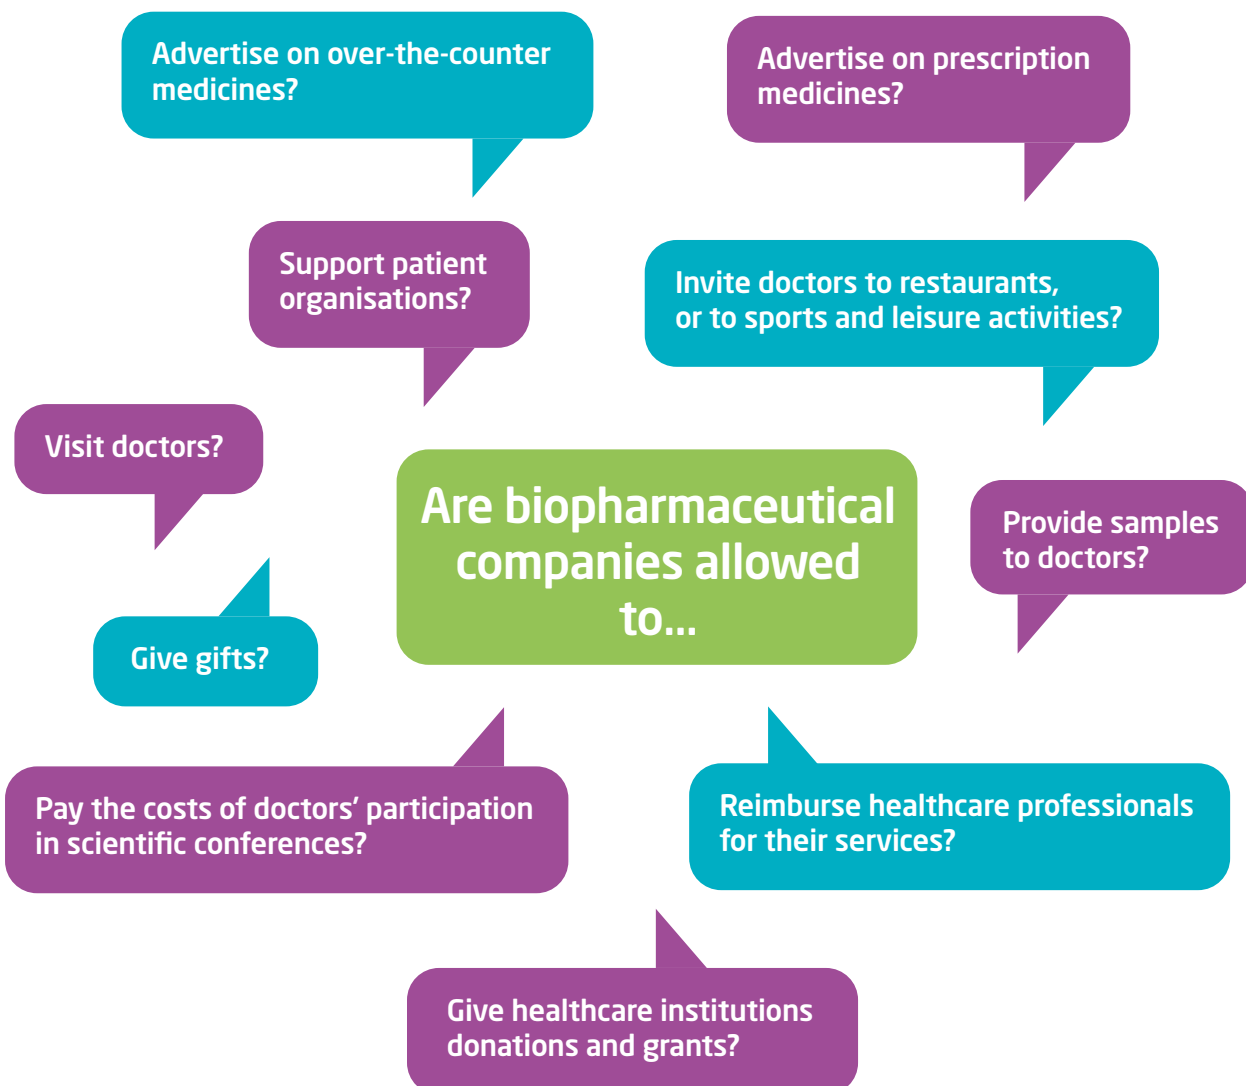 Advertise on over-the-counter
medicines?
Advertise on prescription
medicines?
Support patient
organisations?
Invite doctors to restaurants,
or to sports and leisure activities?
Visit doctors?
Are biopharmaceutical
companies allowed
to...
Provide samples
to doctors?
Give gifts?
Pay the costs of doctors’ participation
in scientific conferences?
Reimburse healthcare professionals
for their services?
Give healthcare institutions
donations and grants?